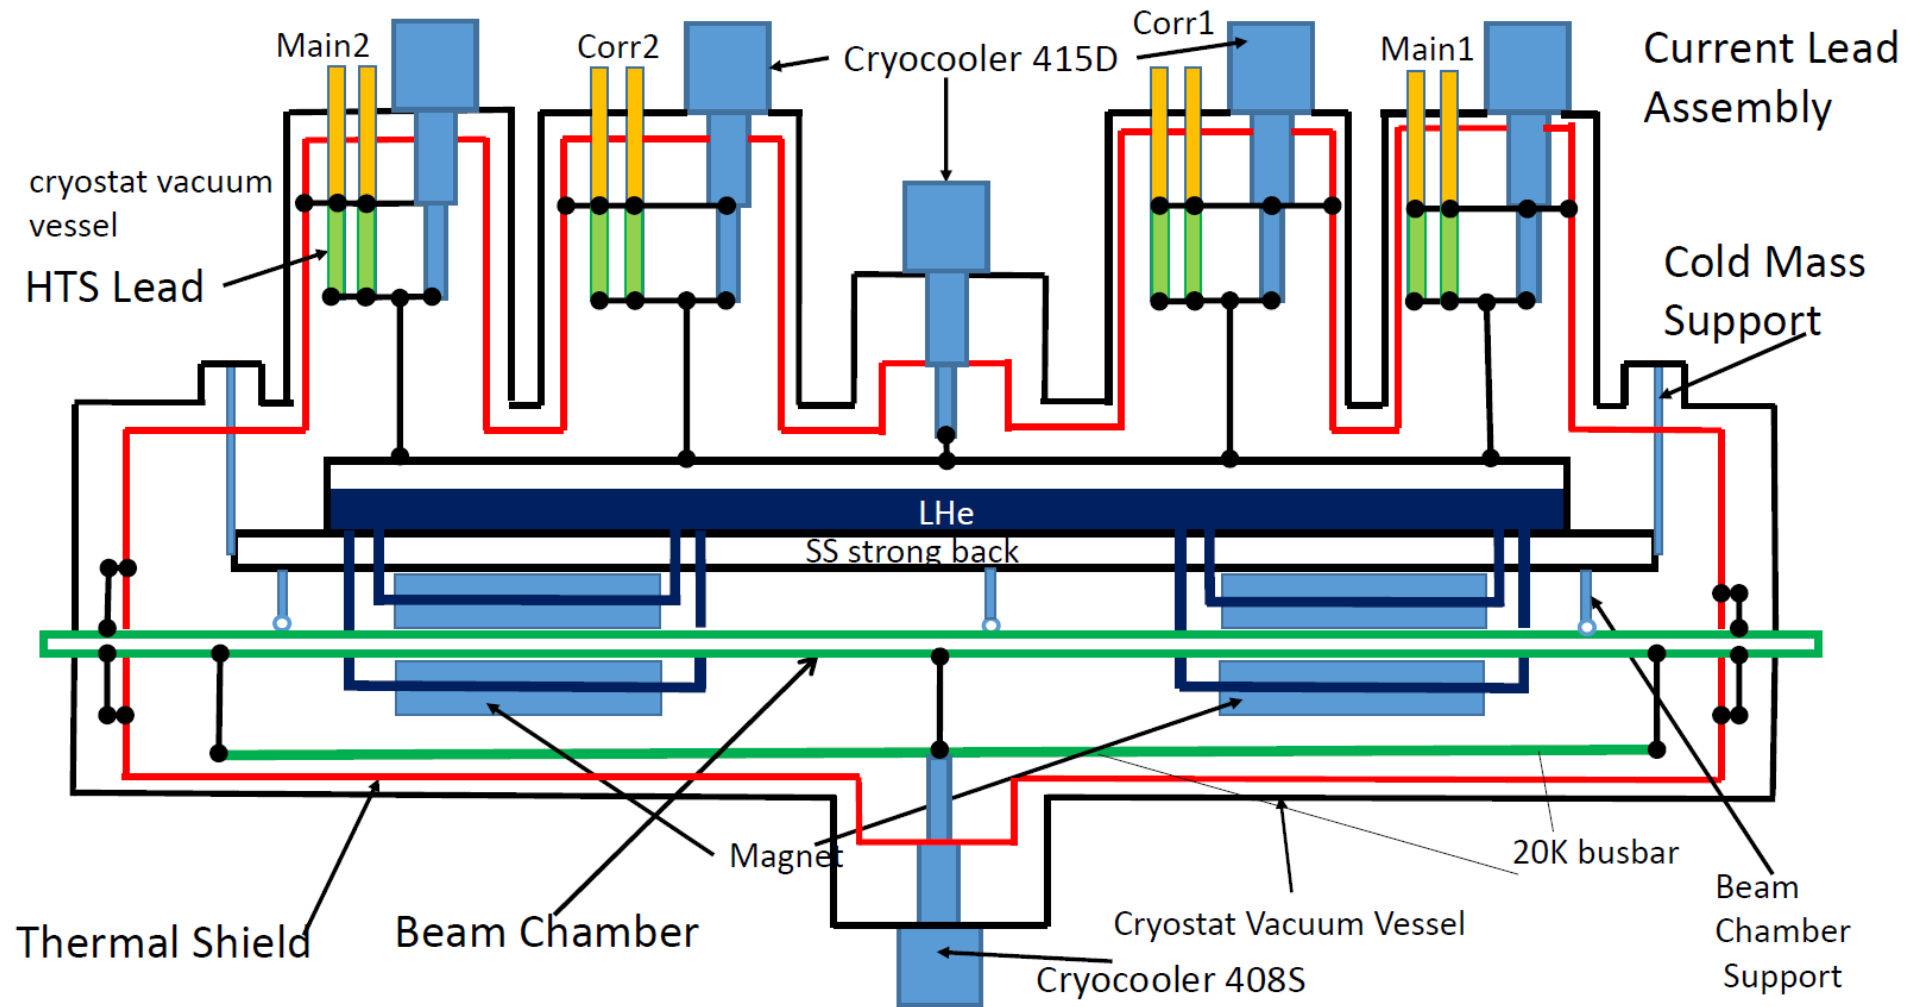 Main2
Corr2
Cryocooler 415D
Corr1
Main1
Current Lead
Assembly
cryostat vacuum
vessel
HTS Lead
Cold Mass
Support
LHe
SS strong back
Magnet
20K busbar
Beam
Chamber
Support
Thermal Shield
Beam Chamber
Cryostat Vacuum Vessel
Cryocooler 408S